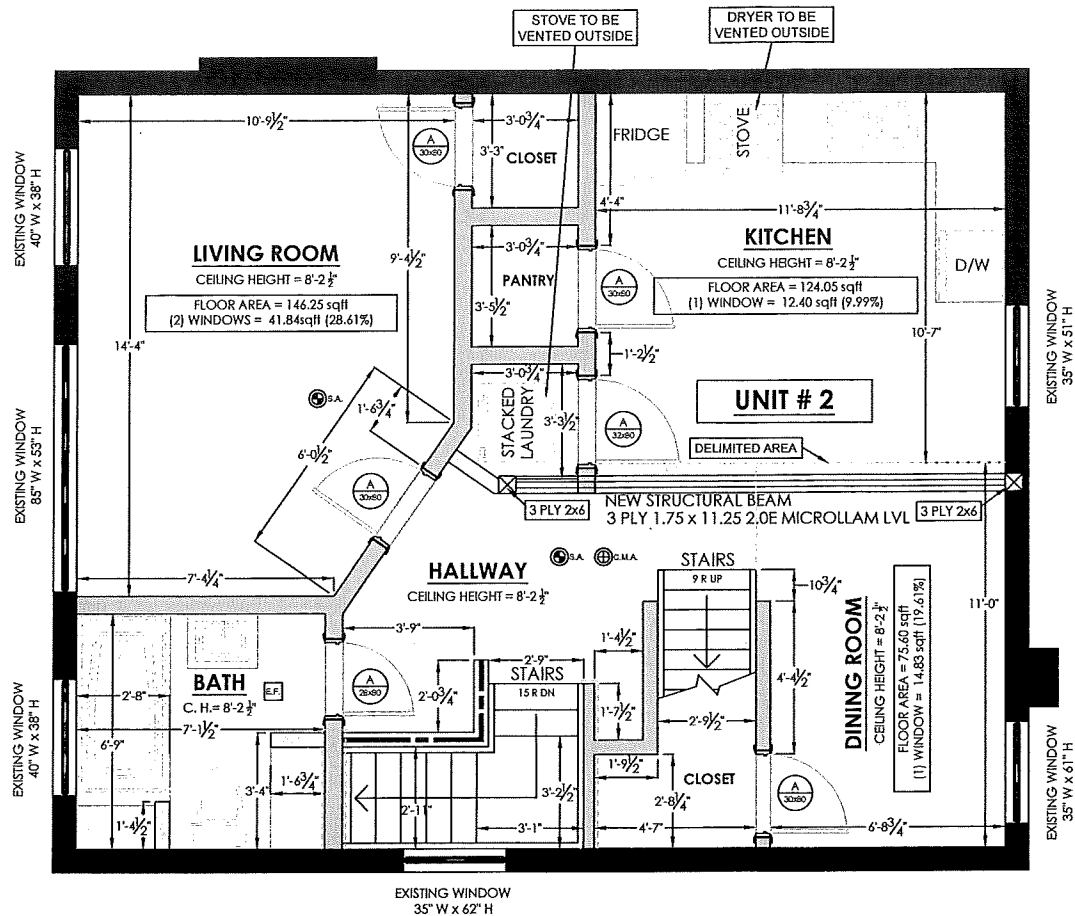 STOVE TO BE
VENTED OUTSIDE
DRYER TO BE
VENTED OUTSIDE
10'-9½"
3'-0¾"
A
30x80
3'-3"
CLOSET
FRIDGE
STOVE
4'-4"
11'-8¾"
EXISTING WINDOW
40" W x 38" H
LIVING ROOM
CEILING HEIGHT = 8'-2 ½"
FLOOR AREA = 146.25 sqft
(2) WINDOWS = 41.84sqft (28.61%)
9'-4½"
14'-4"
3'-0¾"
PANTRY
3'-5½"
A
30x80
KITCHEN
CEILING HEIGHT = 8'-2 ½"
FLOOR AREA = 124.05 sqft
(1) WINDOW = 12.40 sqft (9.99%)
D/W
10'-7"
EXISTING WINDOW
35" W x 51" H
1'-2½"
3'-0¾"
STACKED
LAUNDRY
3'-3½"
A
32x80
UNIT # 2
DELIMITED AREA
S.A.
1'-6¾"
6'-0½"
A
30x80
EXISTING WINDOW
85" W x 53" H
3 PLY 2x6
NEW STRUCTURAL BEAM
3 PLY 1.75 x 11.25 2.0E MICROLLAM LVL
3 PLY 2x6
7'-4¼"
HALLWAY
CEILING HEIGHT = 8'-2 ½"
S.A.
C.M.A.
STAIRS
9 R UP
10¾"
11'-0"
3'-9"
1'-4½"
2'-9"
STAIRS
15 R DN
2'-0¾"
1'-7½"
2'-9½"
4'-4½"
DINING ROOM
CEILING HEIGHT = 8'-2 ½"
FLOOR AREA = 75.60 sqft
(1) WINDOW = 14.83 sqft (19.61%)
BATH
C. H.= 8'-2 ½"
E.F.
A
28x80
2'-8"
7'-1½"
6'-9"
EXISTING WINDOW
40" W x 38" H
3'-4"
1'-6¾"
1'-4½"
2'-11"
3'-2½"
3'-1"
1'-9½"
2'-8¼"
CLOSET
4'-7"
A
30x80
6'-8¾"
EXISTING WINDOW
35" W x 61" H
EXISTING WINDOW
35" W x 62" H